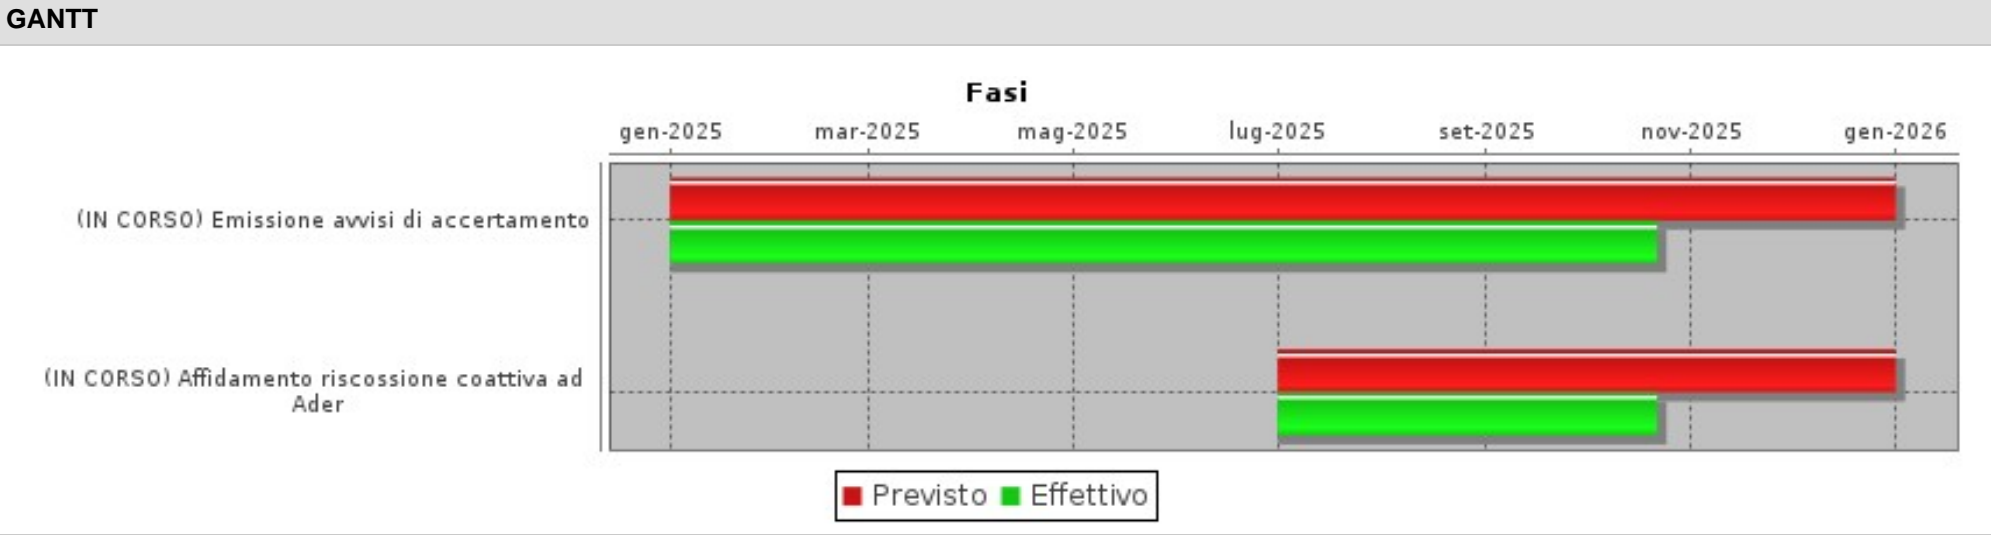 GANTT
Fasi
gen-2025 mar-2025 mag-2025 lug-2025 set-2025 nov-2025 gen-2026
(IN CORSO) Emissione avvisi di accertamento
(IN CORSO) Affidamento riscossione coattiva ad
Ader
Previsto Effettivo